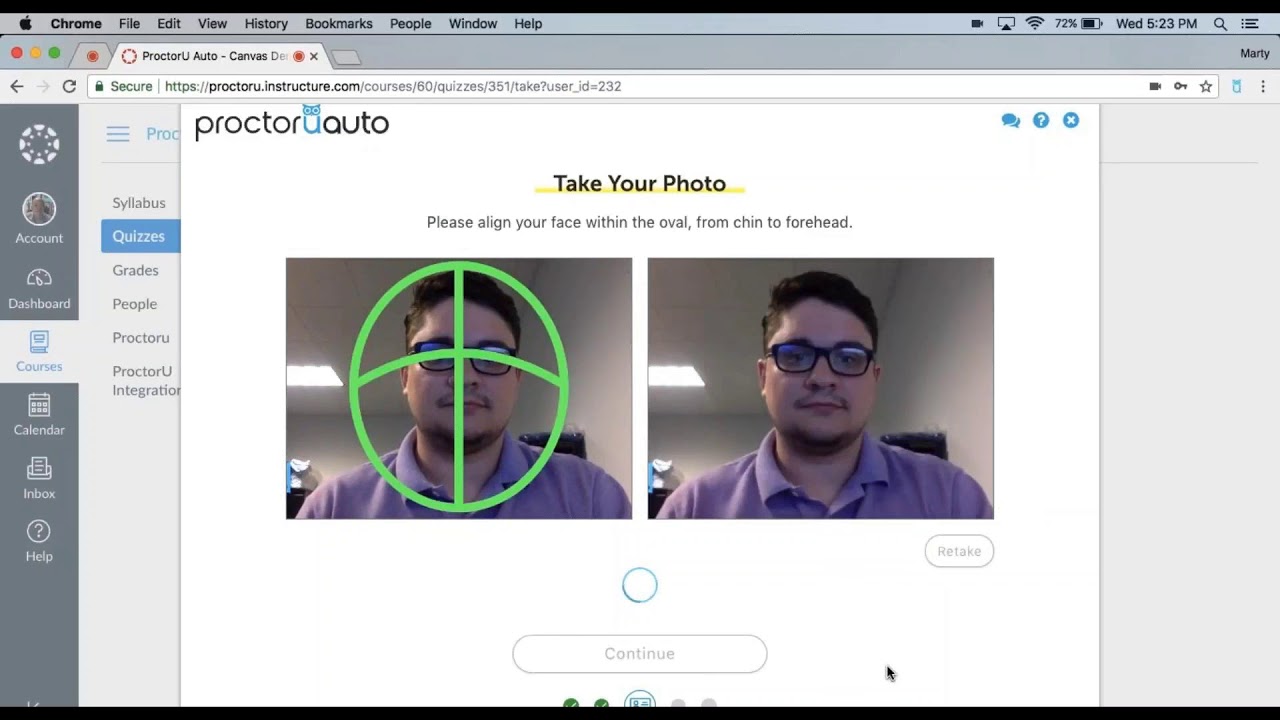 Chrome File Edit View History Bookmarks People Window Help 72% Wed 5:23 PM
ProctorU Auto - Canvas De Marty
Secure https://proctoru.instructure.com/courses/60/quizzes/351/take?user_id=232
proctoruauto
Proc
Take Your Photo
Please align your face within the oval, from chin to forehead.
Account
Dashboard
Courses
Calendar
Inbox
Help
Syllabus
Quizzes
Grades
People
Proctoru
ProctorU
Integration
Retake
Continue